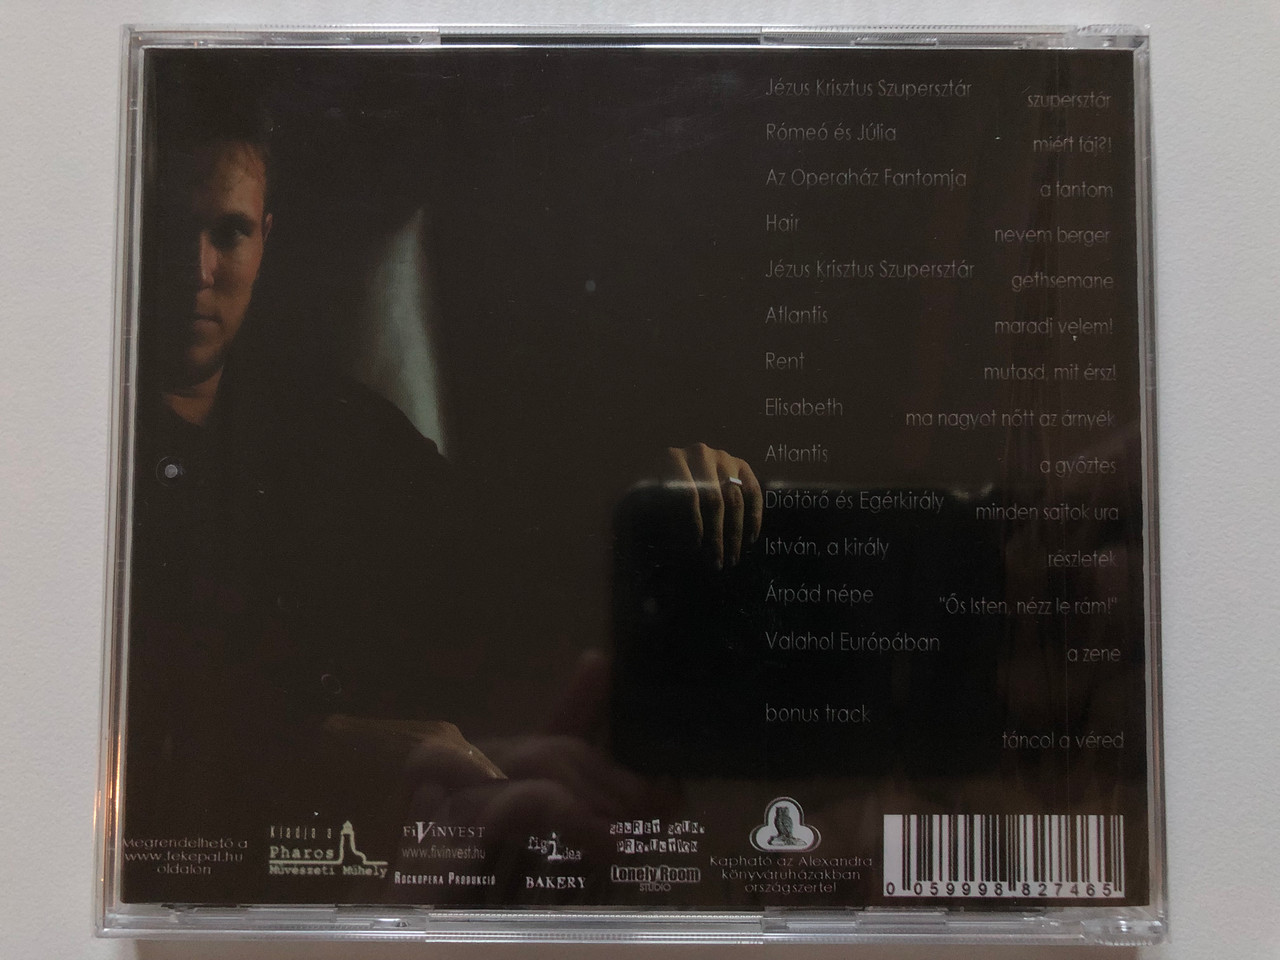 Jézus Krisztus Szupersztár
szupersztár
Rómeó és Júlia
miért fáj?!
Az Operaház Fantomja
a fantom
Hair
nevem berger
Jézus Krisztus Szupersztár
gethsemane
Atlantis
maradj velem!
Rent
mutasd, mit érsz!
Elisabeth
ma nagyot nőtt az árnyék
Atlantis
a győztes
Diótörő és Egérkirály
minden sajtok ura
István, a király
részletek
Árpád népe
"Ős Isten, nézz le rám!"
Valahol Európában
a zene
bonus track
táncol a véred
Megrendelhető a
www.fekepal.hu
oldalon
Kiadja a
Pharos
Művészeti Műhely
FiVinvest
www.fivinvest.hu
Rockopera Produkció
BAKERY
PRODUCTION
Lonely Room
STUDIO
Kapható az Alexandra
könyváruházakban
országszerte!
0 059998 827465